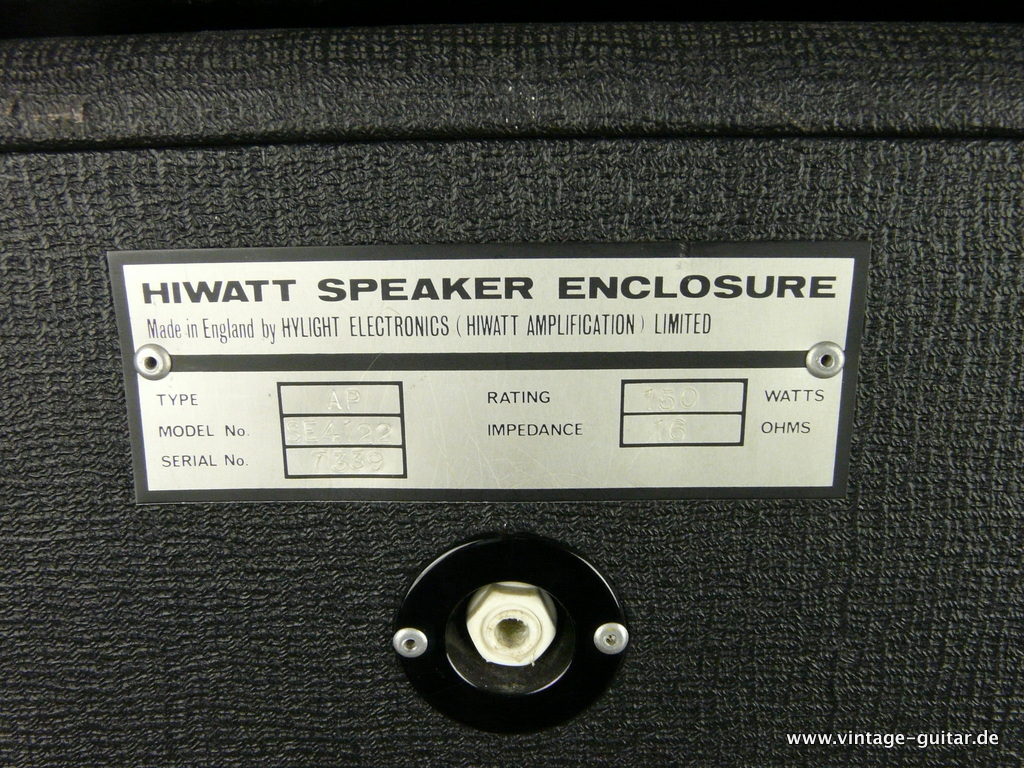 HIWATT SPEAKER ENCLOSURE
Made in England by HYLIGHT ELECTRONICS (HIWATT AMPLIFICATION) LIMITED
TYPE AP RATING 150 WATTS
MODEL No. SE4122 IMPEDANCE 16 OHMS
SERIAL No. 7339
www.vintage-guitar.de